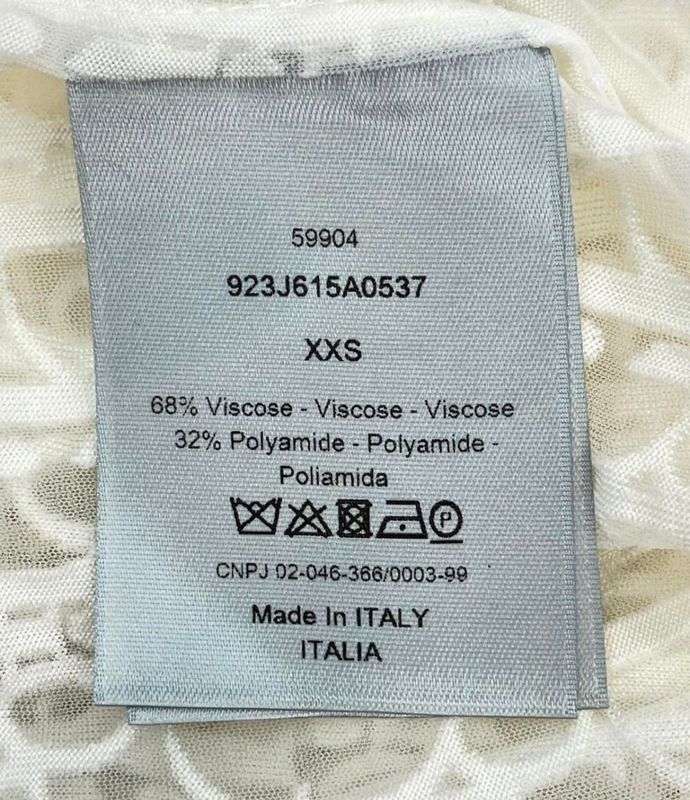 59904
923J615A0537
XXS
68% Viscose - Viscose - Viscose
32% Polyamide - Polyamide -
Poliamida
P
CNPJ 02-046-366/0003-99
Made In ITALY
ITALIA